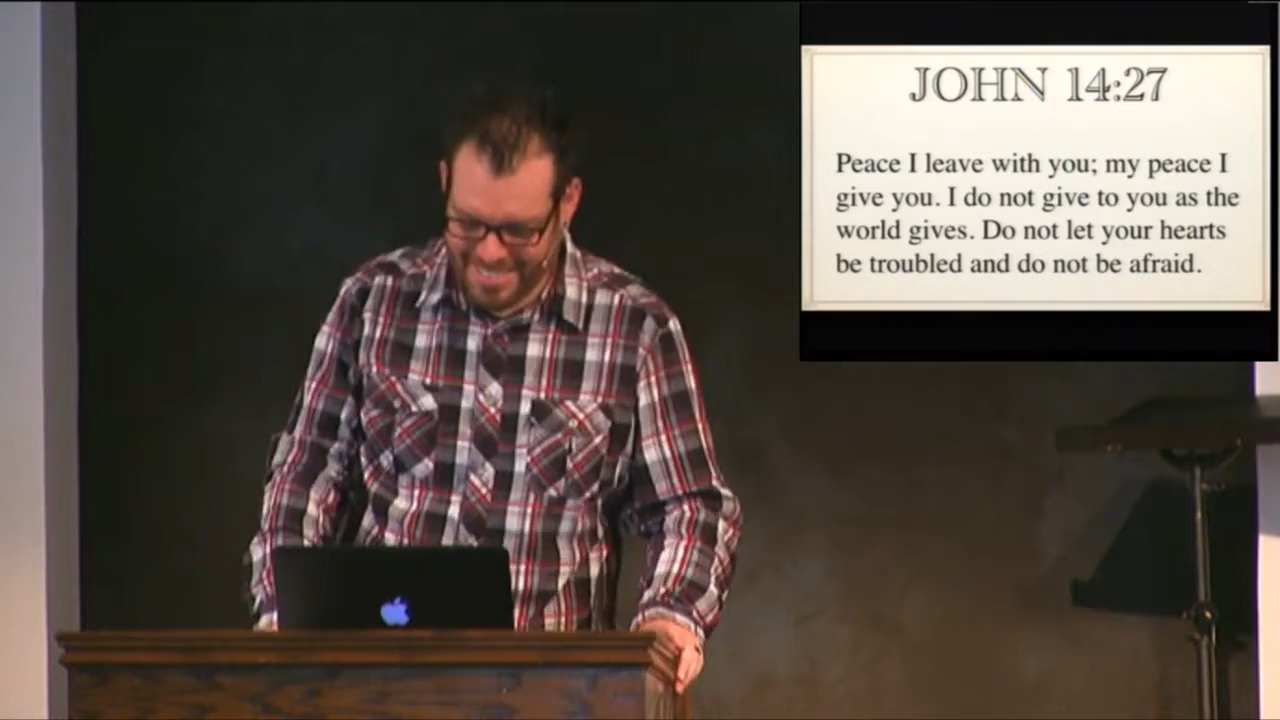 JOHN 14:27
Peace I leave with you; my peace I
give you. I do not give to you as the
world gives. Do not let your hearts
be troubled and do not be afraid.